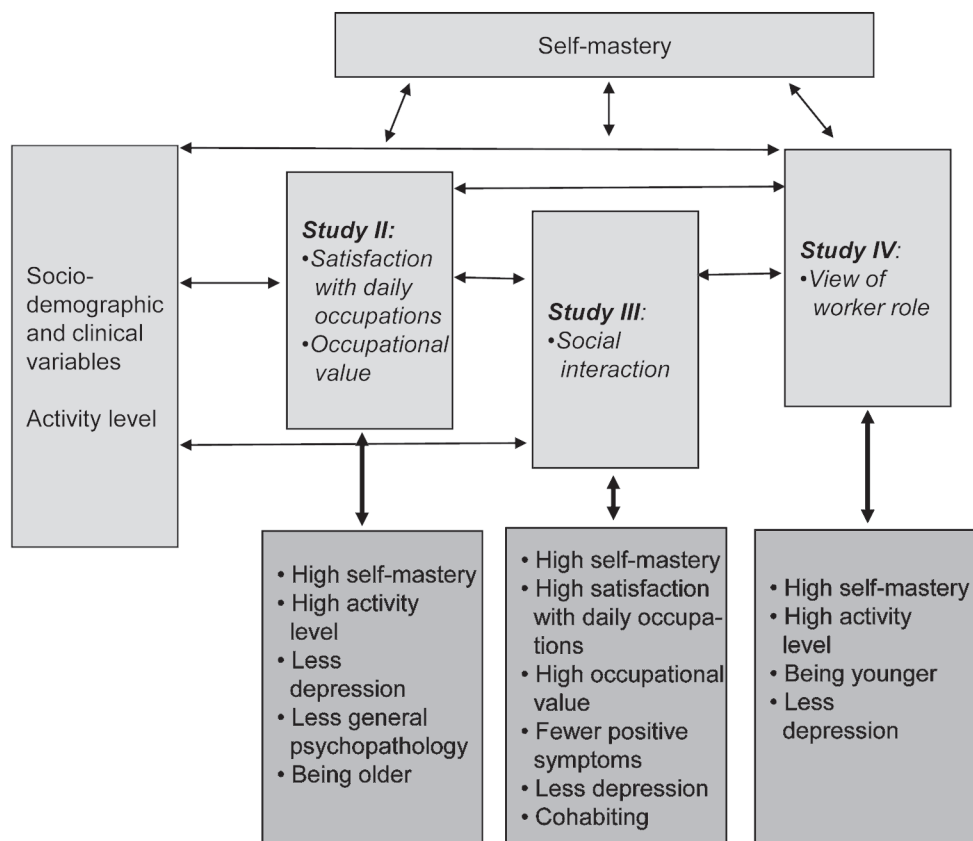 Self-mastery
Socio-
demographic
and clinical
variables
Activity level
Study II:
•Satisfaction
with daily
occupations
•Occupational
value
Study III:
•Social
interaction
Study IV:
•View of
worker role
• High self-mastery
• High activity
level
• Less
depression
• Less general
psychopathology
• Being older
• High self-mastery
• High satisfaction
with daily occupa-
tions
• High occupational
value
• Fewer positive
symptoms
• Less depression
• Cohabiting
• High self-mastery
• High activity
level
• Being younger
• Less
depression